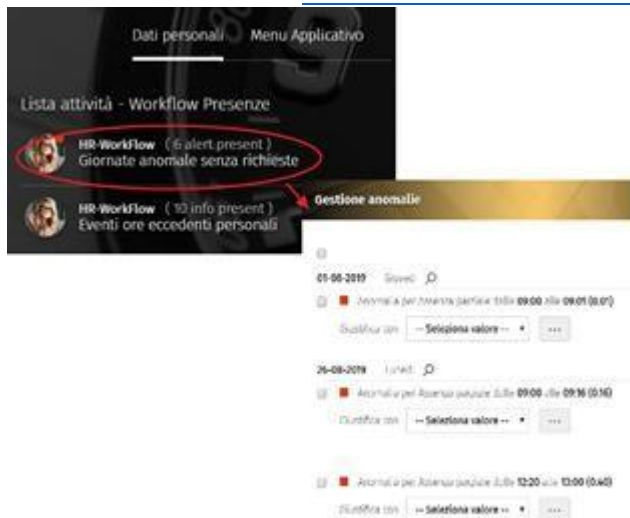 Dati personali Menu Applicativo
Lista attività - Workflow Presenze
HR-WorkFlow ( 6 alert present )
Giornate anomale senza richieste
HR-WorkFlow ( 10 info present )
Eventi ore eccedenti personali
Gestione anomalie
01-08-2019 Giovedì
Anomalia per Assenza parziale dalle 09:00 alle 09:01 (0.01)
Giustifica con -- Seleziona valore -- ...
26-08-2019 Lunedì
Anomalia per Assenza parziale dalle 09:00 alle 09:16 (0.16)
Giustifica con -- Seleziona valore -- ...
Anomalia per Assenza parziale dalle 12:20 alle 13:00 (0.40)
Giustifica con -- Seleziona valore -- ...